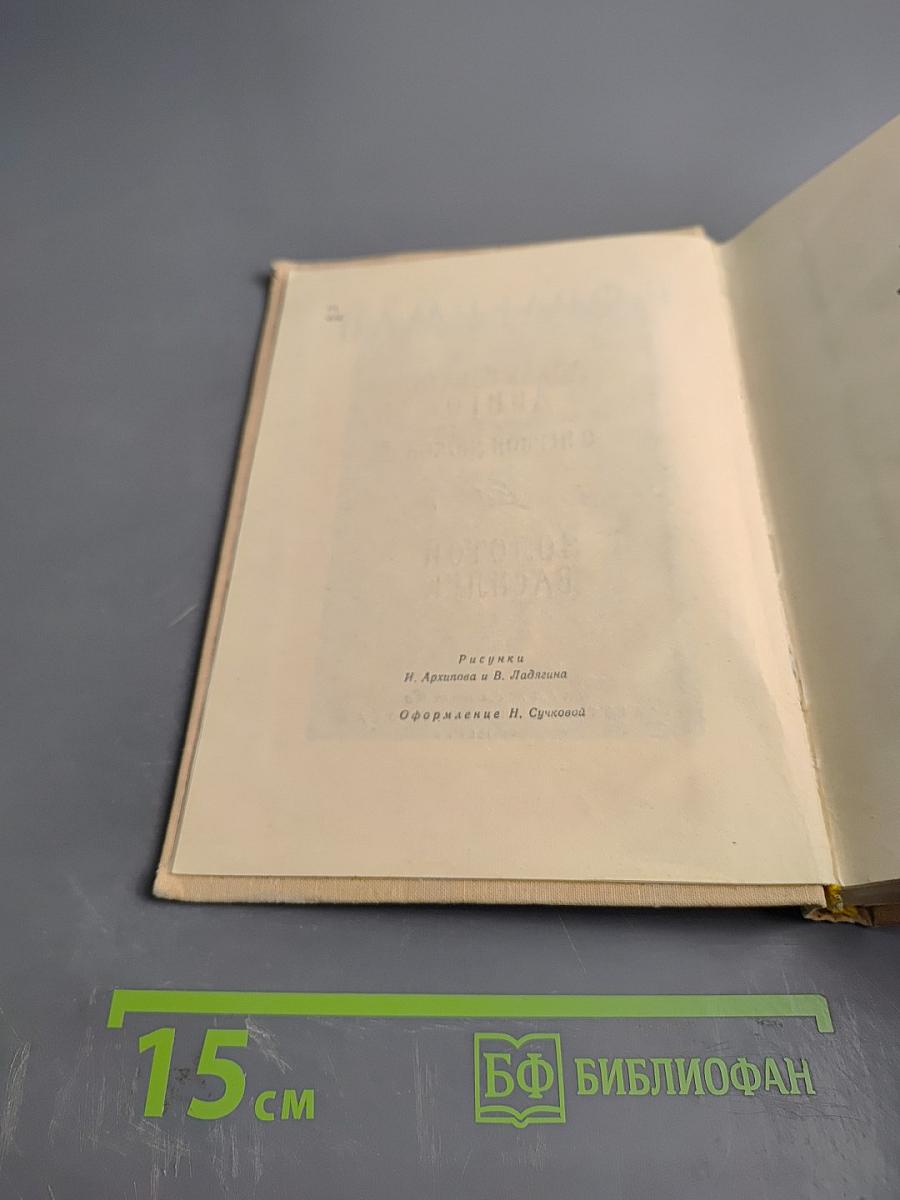 Рисунки
И. Архипова и В. Ладягина
Оформление Н. Сучковой
15 см
БФ БИБЛИОФАН